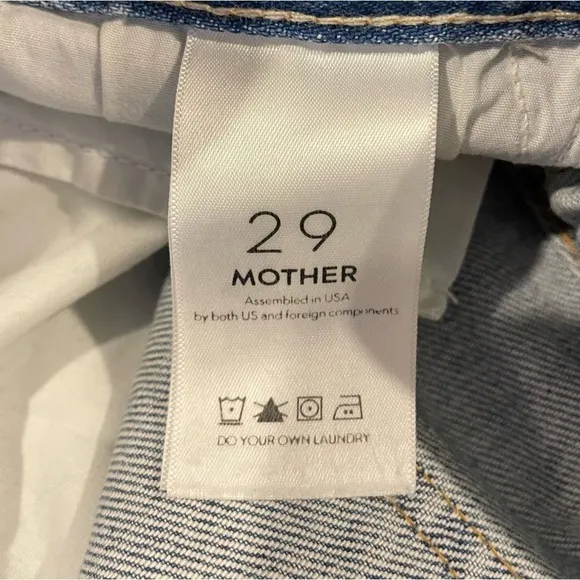 29
MOTHER
Assembled in USA
by both US and foreign components
DO YOUR OWN LAUNDRY